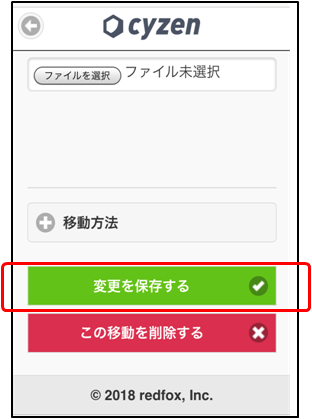 cyzen
ファイルを選択 ファイル未選択
移動方法
変更を保存する
この移動を削除する
© 2018 redfox, Inc.